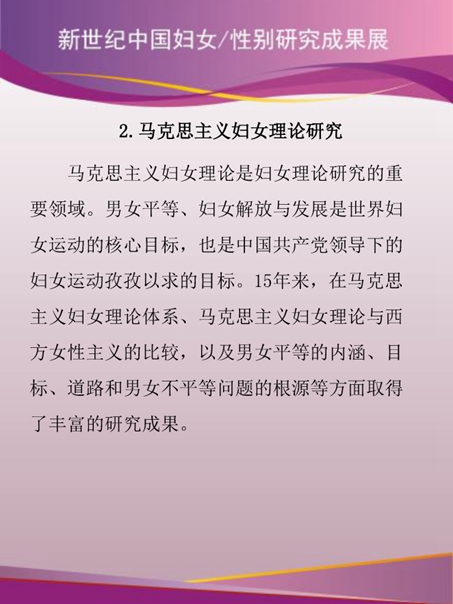 新世纪中国妇女/性别研究成果展
2.马克思主义妇女理论研究
马克思主义妇女理论是妇女理论研究的重
要领域。男女平等、妇女解放与发展是世界妇
女运动的核心目标，也是中国共产党领导下的
妇女运动孜孜以求的目标。15年来，在马克思
主义妇女理论体系、马克思主义妇女理论与西
方女性主义的比较，以及男女平等的内涵、目
标、道路和男女不平等问题的根源等方面取得
了丰富的研究成果。